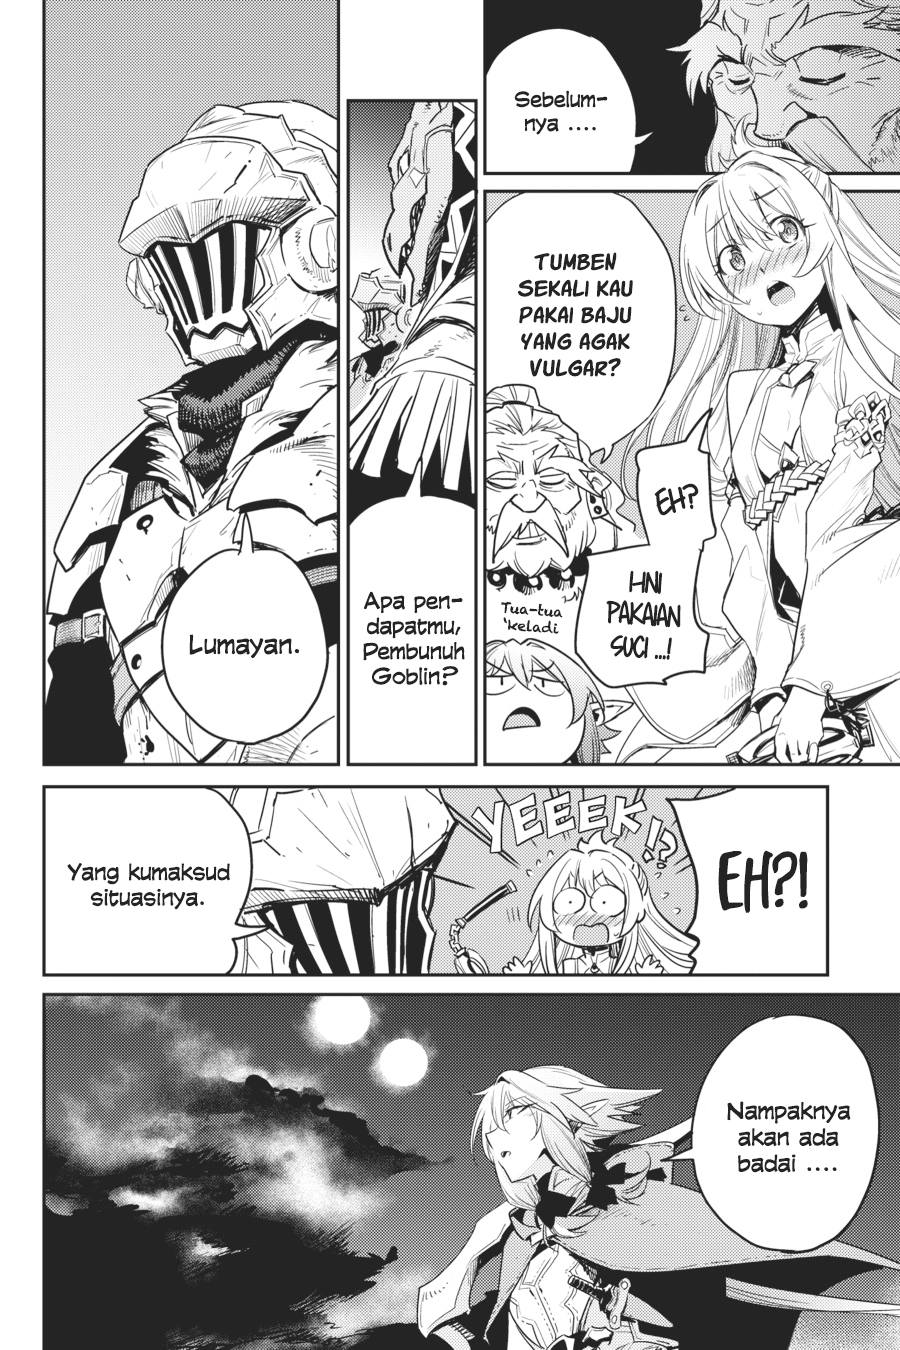 Sebelum-
nya ....
TUMBEN
SEKALI KAU
PAKAI BAJU
YANG AGAK
VULGAR?
Tua-tua
'keladi
EH?
HNI
PAKAIAN
SUCI ...!
Apa pen-
dapatmu,
Pembunuh
Goblin?
Lumayan.
EH?!
YEEEK!?
Yang kumaksud
situasinya.
Nampaknya
akan ada
badai ....